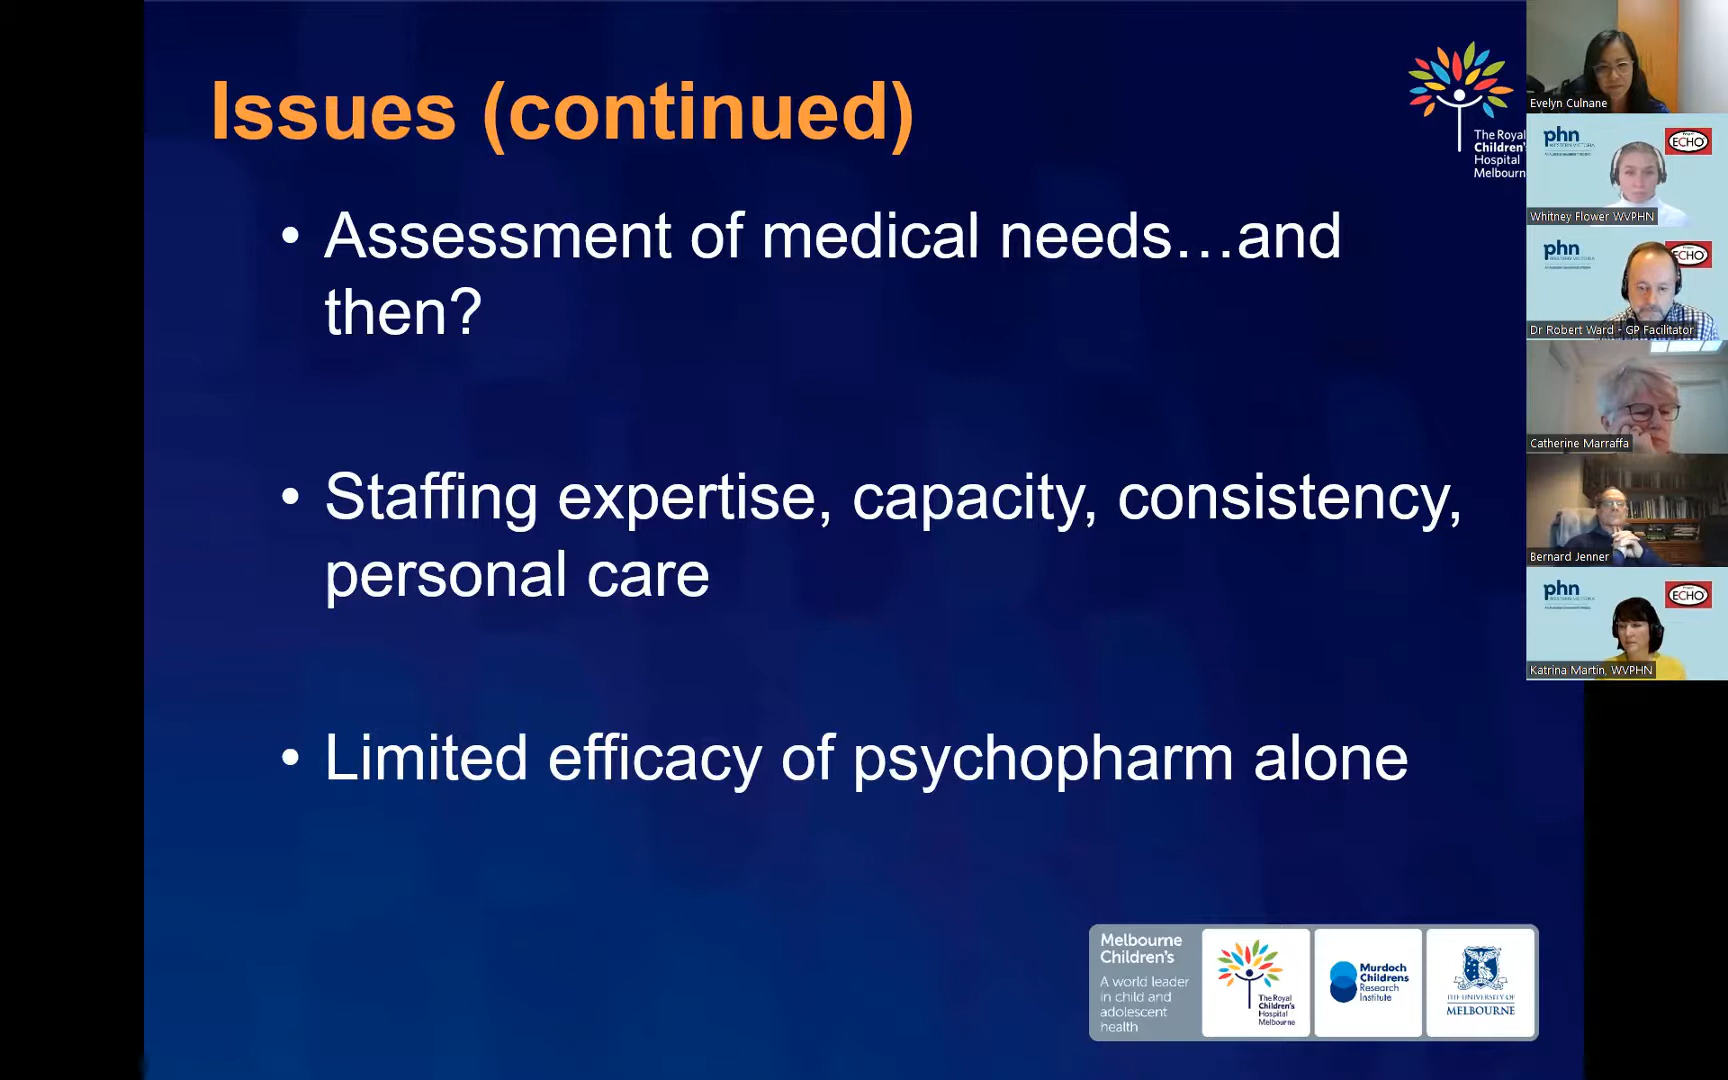 Issues (continued)
• Assessment of medical needs…and
then?
• Staffing expertise, capacity, consistency,
personal care
• Limited efficacy of psychopharm alone
The Royal
Children's
Hospital
Melbourn
Evelyn Culnane
phn
ECHO
Whitney Flower WVPHN
phn
ECHO
Dr Robert Ward - GP Facilitator
Catherine Marraffa
Bernard Jenner
phn
ECHO
Katrina Martin, WVPHN
Melbourne
Children's
A world leader
in child and
adolescent
health
The Royal
Children's
Hospital
Melbourne
Murdoch
Childrens
Research
Institute
THE UNIVERSITY OF
MELBOURNE